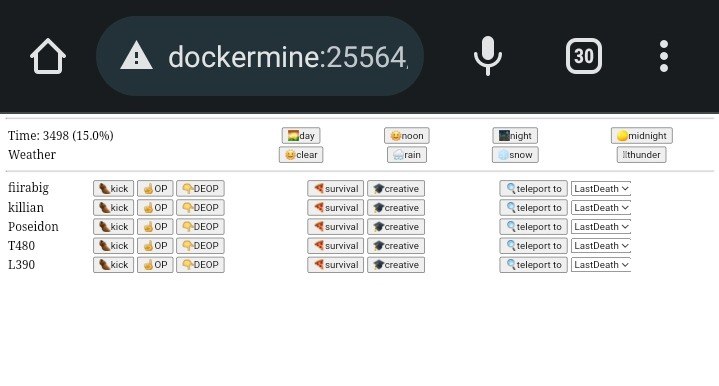 dockermine:25564
30
Time: 3498 (15.0%) day noon night midnight
Weather clear rain snow thunder
fiirabig kick OP DEOP survival creative teleport to LastDeath
killian kick OP DEOP survival creative teleport to LastDeath
Poseidon kick OP DEOP survival creative teleport to LastDeath
T480 kick OP DEOP survival creative teleport to LastDeath
L390 kick OP DEOP survival creative teleport to LastDeath